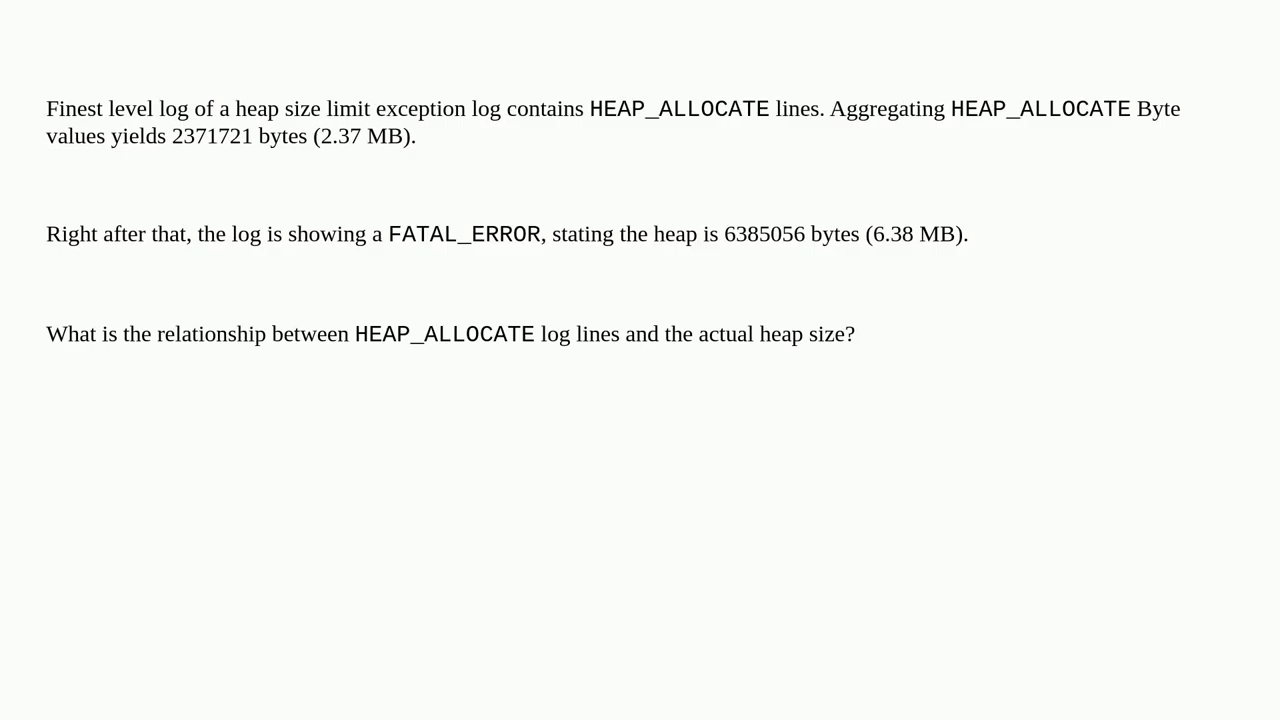 Finest level log of a heap size limit exception log contains HEAP_ALLOCATE lines. Aggregating HEAP_ALLOCATE Byte
values yields 2371721 bytes (2.37 MB).
Right after that, the log is showing a FATAL_ERROR, stating the heap is 6385056 bytes (6.38 MB).
What is the relationship between HEAP_ALLOCATE log lines and the actual heap size?